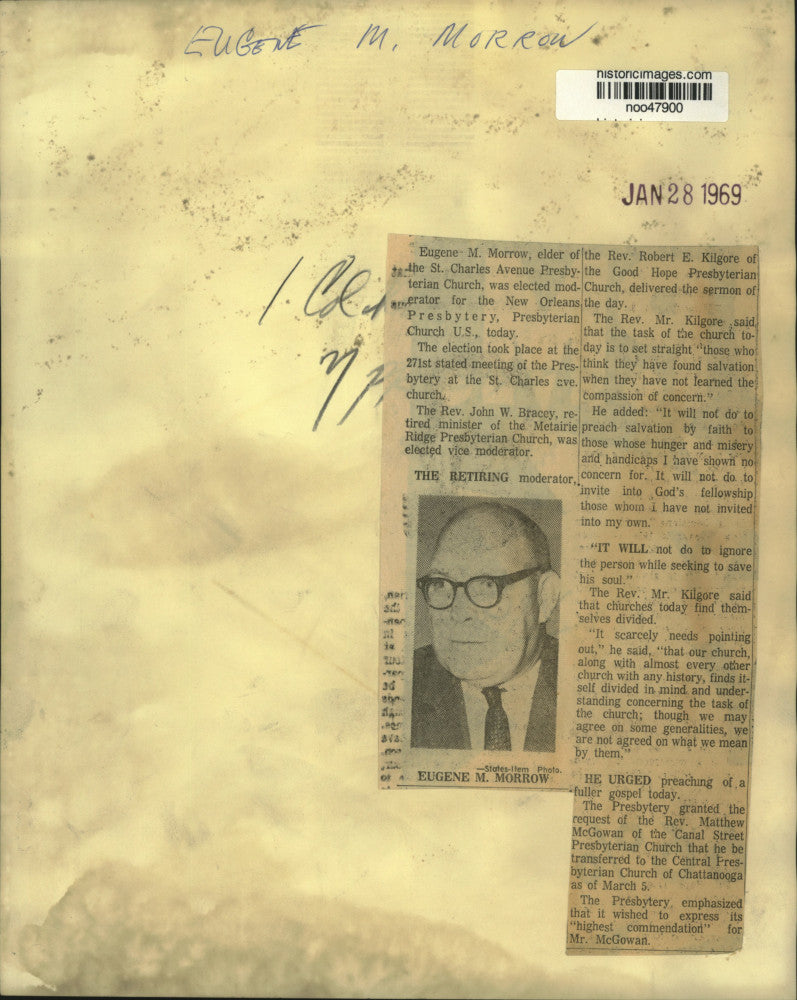 EUGENE M. MORROW
historicimages.com
noo47900
JAN 28 1969
1 Col
Eugene M. Morrow, elder of
the St. Charles Avenue Presby-
terian Church, was elected mod-
erator for the New Orleans
Presbytery, Presbyterian
Church U.S., today.
The election took place at the
271st stated meeting of the Pres-
bytery at the St. Charles ave.
church.
The Rev. John W. Bracey, re-
tired minister of the Metairie
Ridge Presbyterian Church, was
elected vice moderator.
THE RETIRING moderator,
—States-Item Photo.
EUGENE M. MORROW
the Rev. Robert E. Kilgore of
the Good Hope Presbyterian
Church, delivered the sermon of
the day.
The Rev. Mr. Kilgore said
that the task of the church to-
day is to set straight "those who
think they have found salvation
when they have not learned the
compassion of concern."
He added: "It will not do to
preach salvation by faith to
those whose hunger and misery
and handicaps I have shown no
concern for. It will not do to
invite into God's fellowship
those whom I have not invited
into my own.
"IT WILL not do to ignore
the person while seeking to save
his soul."
The Rev. Mr. Kilgore said
that churches today find them-
selves divided.
"It scarcely needs pointing
out," he said, "that our church,
along with almost every other
church with any history, finds it-
self divided in mind and under-
standing concerning the task of
the church; though we may
agree on some generalities, we
are not agreed on what we mean
by them."
HE URGED preaching of a
fuller gospel today.
The Presbytery granted the
request of the Rev. Matthew
McGowan of the Canal Street
Presbyterian Church that he be
transferred to the Central Pres-
byterian Church of Chattanooga
as of March 5.
The Presbytery emphasized
that it wished to express its
"highest commendation" for
Mr. McGowan.